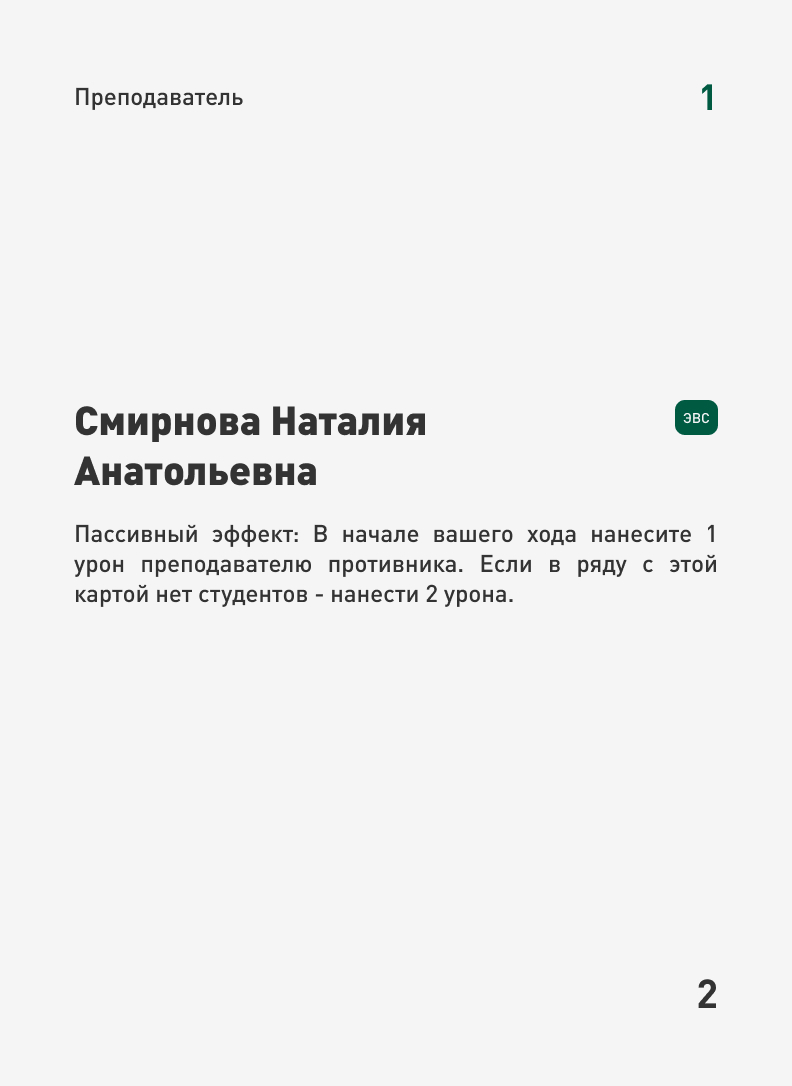 Преподаватель 1
Смирнова Наталия ЭВС
Анатольевна
Пассивный эффект: В начале вашего хода нанесите 1
урон преподавателю противника. Если в ряду с этой
картой нет студентов - нанести 2 урона.
2